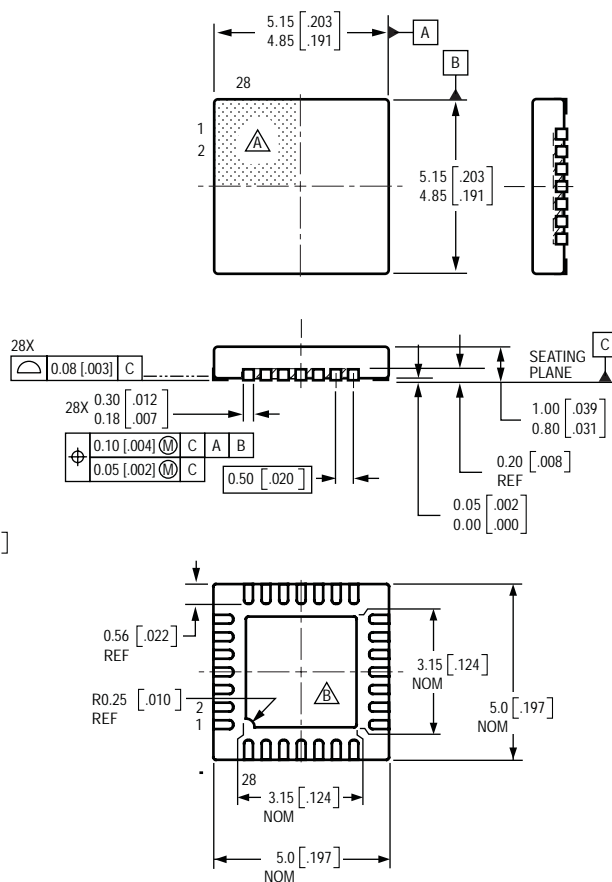 5.15 [.203]
4.85 [.191]
A
B
28
1
2
A
5.15 [.203]
4.85 [.191]
28X
⌓ 0.08 [.003] C
SEATING
PLANE
C
28X 0.30 [.012]
0.18 [.007]
⌖ 0.10 [.004] Ⓜ C A B
0.05 [.002] Ⓜ C
0.50 [.020]
1.00 [.039]
0.80 [.031]
0.20 [.008]
REF
0.05 [.002]
0.00 [.000]
]
0.56 [.022]
REF
R0.25 [.010]
REF
2
1
28
B
3.15 [.124]
NOM
5.0 [.197]
NOM
3.15 [.124]
NOM
5.0 [.197]
NOM